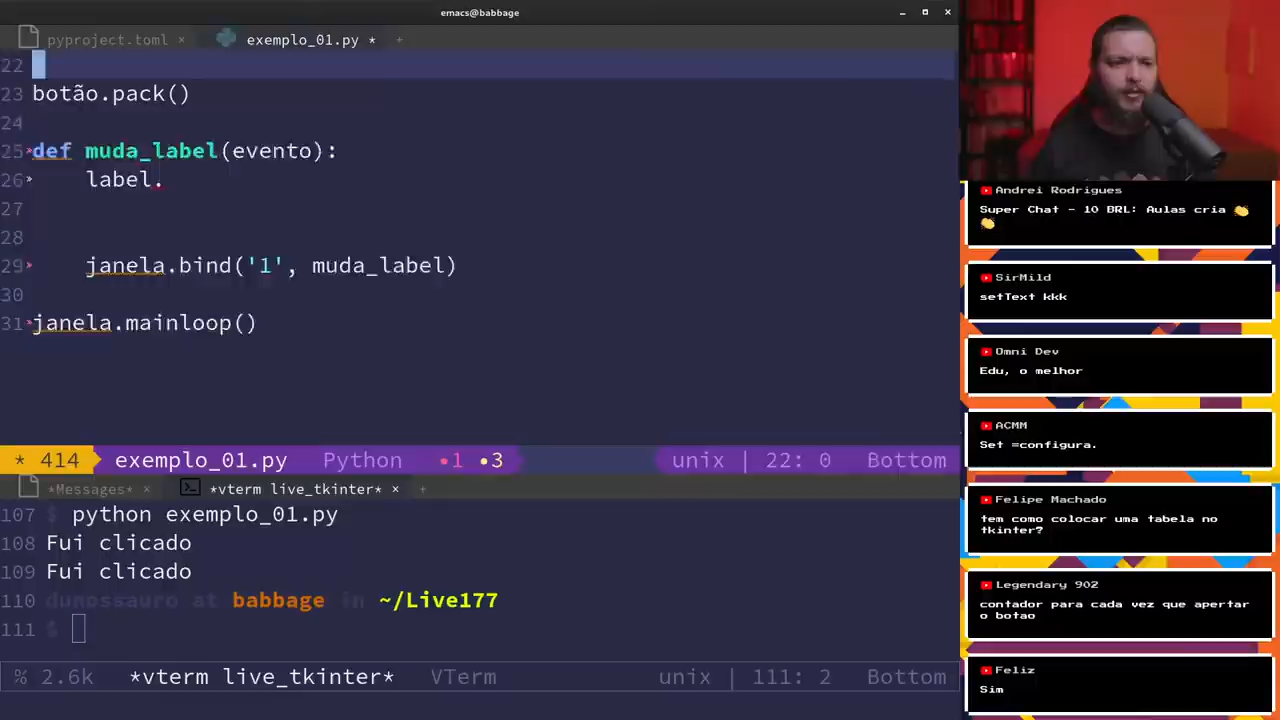 emacs@babbage
pyproject.toml × exemplo_01.py * +
22
23 botão.pack()
24
25 def muda_label(evento):
26 label.
27
28
29 janela.bind('1', muda_label)
30
31 janela.mainloop()
* 414 exemplo_01.py Python •1 •3 unix | 22: 0 Bottom
*Messages* × *vterm live_tkinter* × +
107 $ python exemplo_01.py
108 Fui clicado
109 Fui clicado
110 dunossauro at babbage in ~/Live177
111 $
% 2.6k *vterm live_tkinter* VTerm unix | 111: 2 Bottom
Andrei Rodrigues
Super Chat - 10 BRL: Aulas cria 👏
👏
SirMild
setText kkk
Omni Dev
Edu, o melhor
ACMM
Set =configura.
Felipe Machado
tem como colocar uma tabela no
tkinter?
Legendary 902
contador para cada vez que apertar
o botao
Feliz
Sim